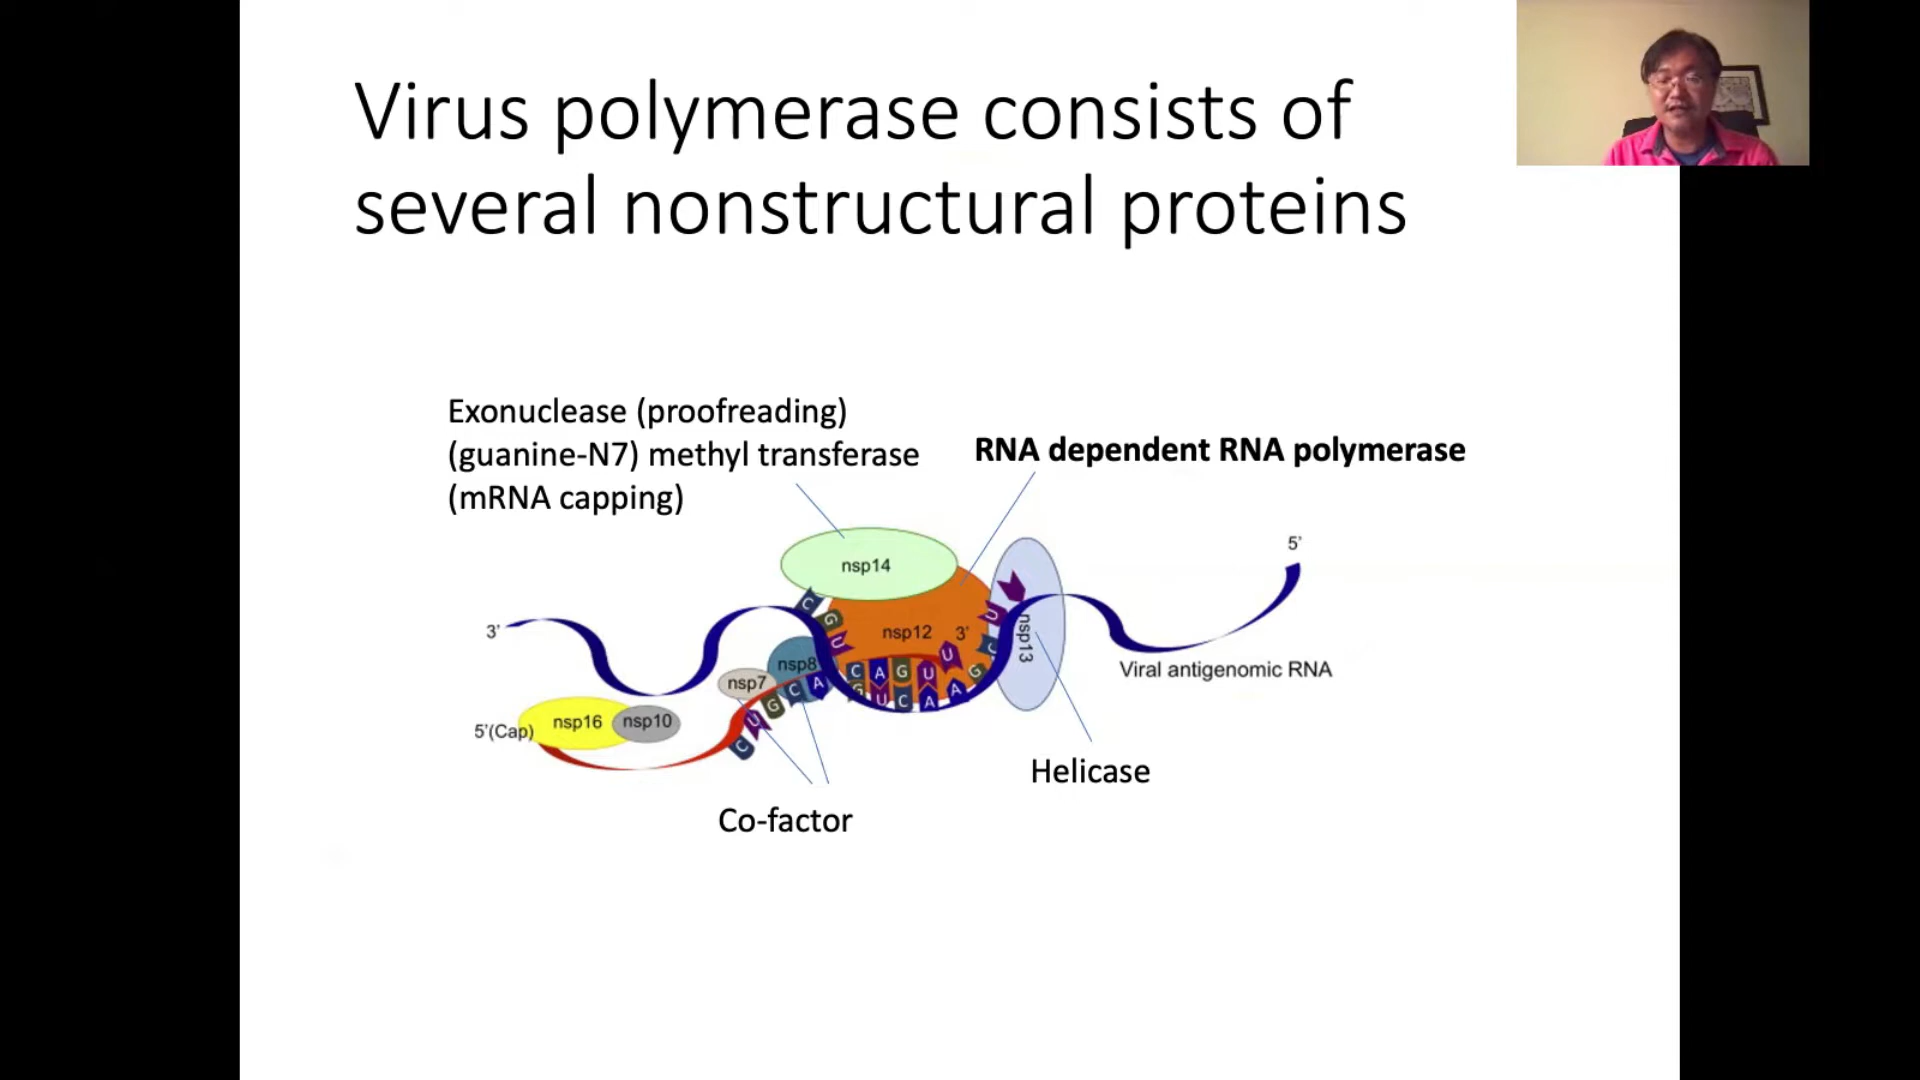 Virus polymerase consists of
several nonstructural proteins
Exonuclease (proofreading)
(guanine-N7) methyl transferase
(mRNA capping)
RNA dependent RNA polymerase
nsp14
5’
3’
nsp12
3’
nsp13
nsp8
nsp7
Viral antigenomic RNA
nsp16
nsp10
5’(Cap)
C
G
U
U
C
C A G U U
G U C A A G
C U G C A
Helicase
Co-factor